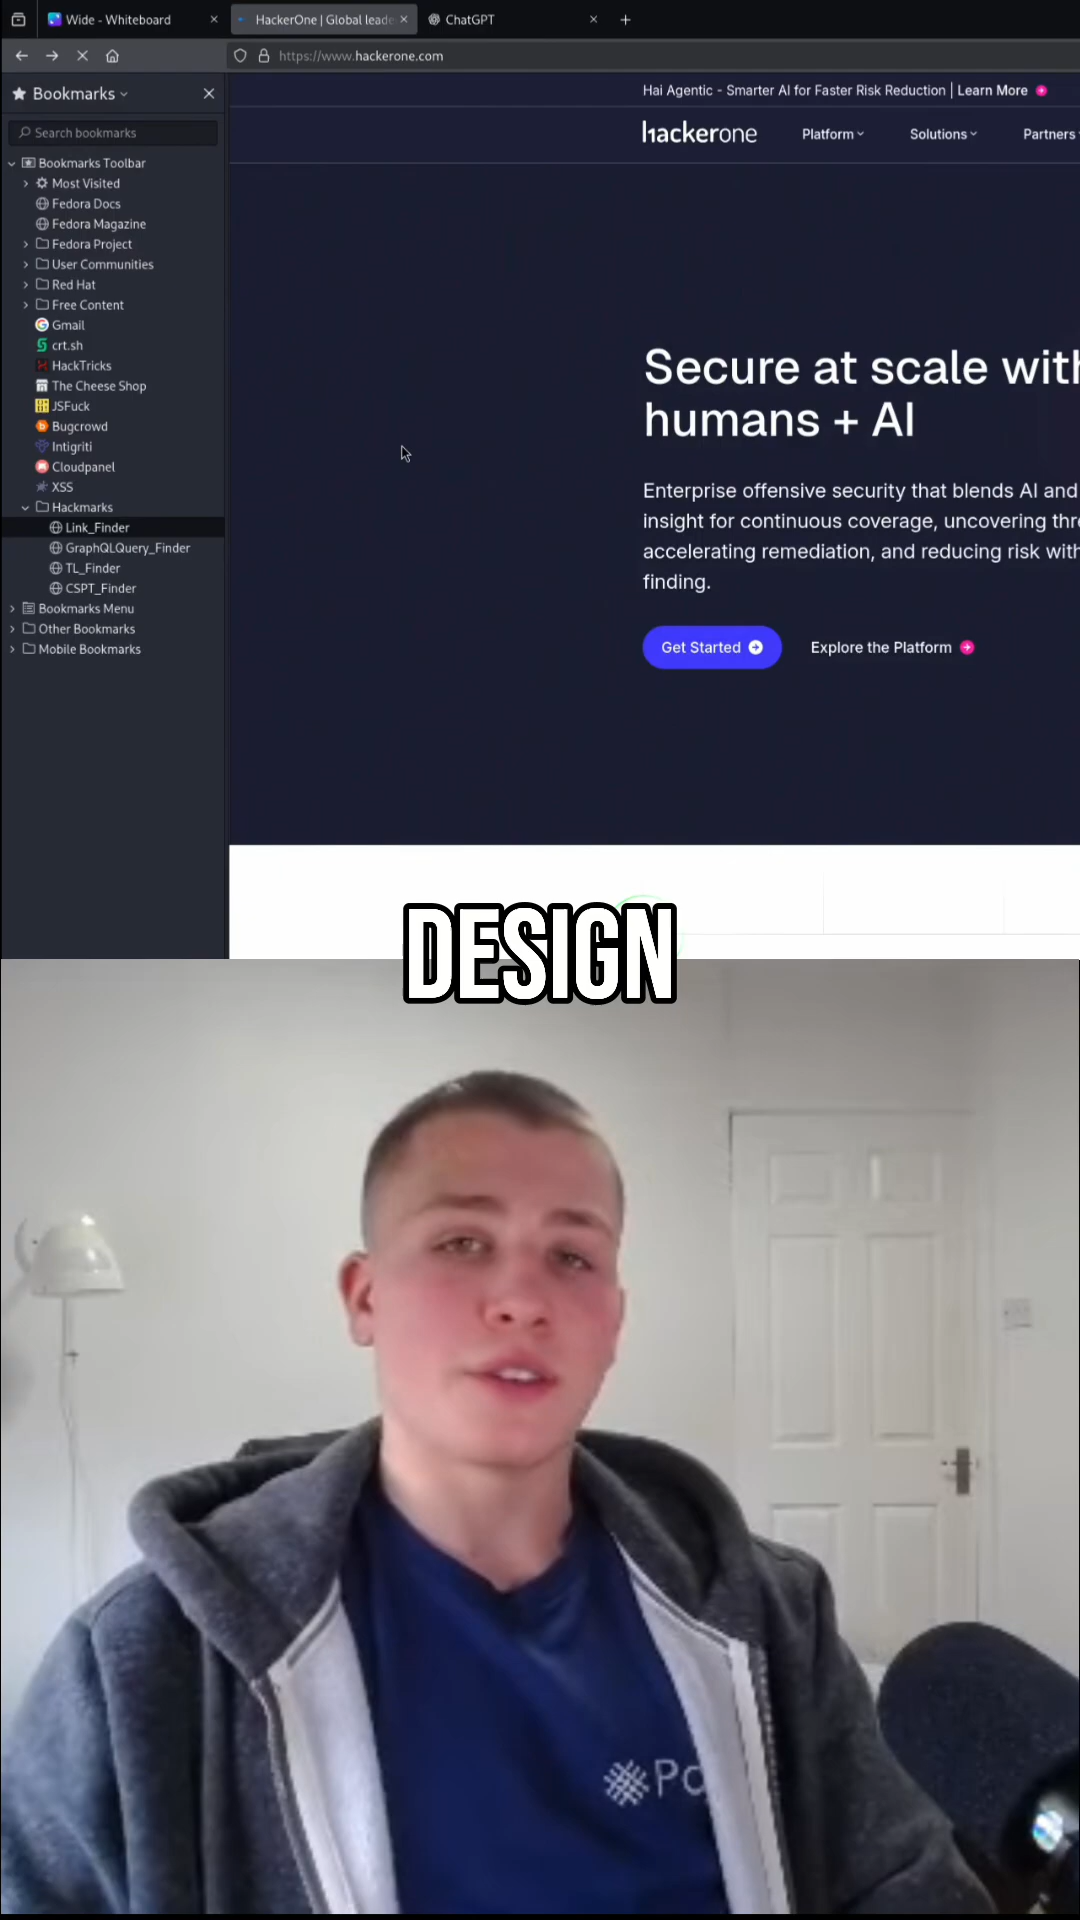 Wide - Whiteboard
HackerOne | Global leade
ChatGPT
https://www.hackerone.com
Bookmarks
Search bookmarks
Bookmarks Toolbar
Most Visited
Fedora Docs
Fedora Magazine
Fedora Project
User Communities
Red Hat
Free Content
Gmail
crt.sh
HackTricks
The Cheese Shop
JSFuck
Bugcrowd
Intigriti
Cloudpanel
XSS
Hackmarks
Link_Finder
GraphQLQuery_Finder
TL_Finder
CSPT_Finder
Bookmarks Menu
Other Bookmarks
Mobile Bookmarks
Hai Agentic - Smarter AI for Faster Risk Reduction | Learn More
hackerone
Platform
Solutions
Partners
Secure at scale with
humans + AI
Enterprise offensive security that blends AI and
insight for continuous coverage, uncovering thre
accelerating remediation, and reducing risk with
finding.
Get Started
Explore the Platform
DESIGN
Po